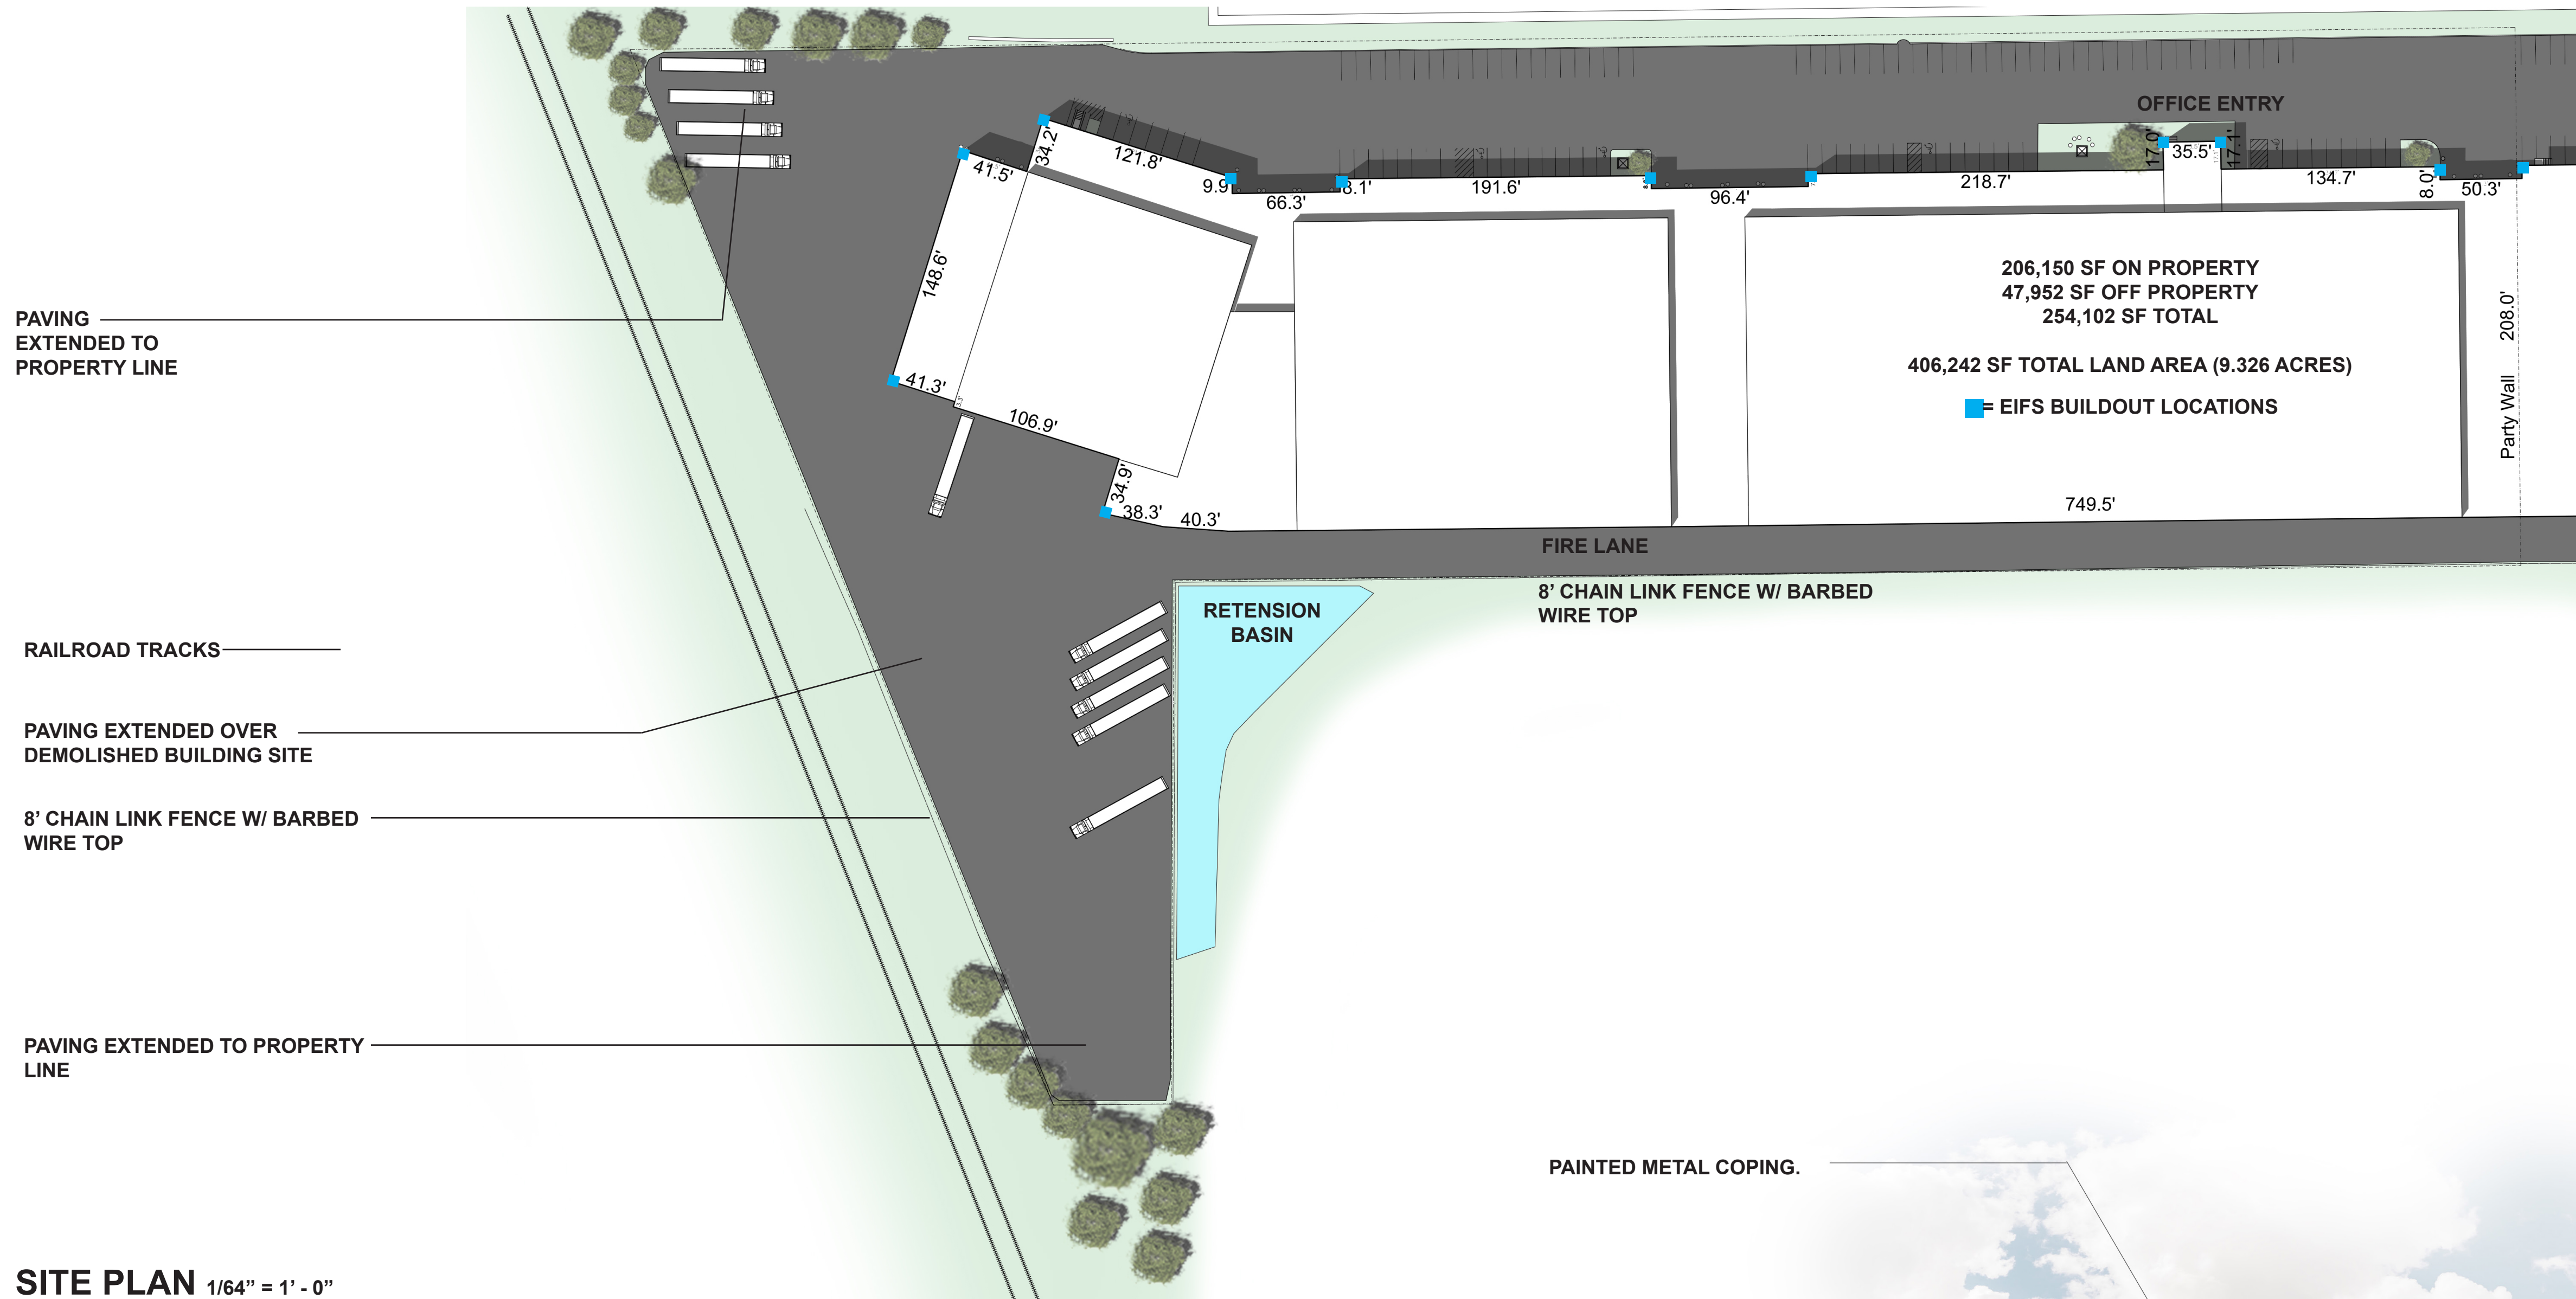 OFFICE ENTRY
34.2'
121.8'
41.5'
9.9'
66.3'
8.1'
191.6'
96.4'
218.7'
17.0'
35.5'
17.1'
134.7'
8.0'
50.3'
148.6'
41.3'
106.9'
34.9'
38.3'
40.3'
206,150 SF ON PROPERTY
47,952 SF OFF PROPERTY
254,102 SF TOTAL
406,242 SF TOTAL LAND AREA (9.326 ACRES)
= EIFS BUILDOUT LOCATIONS
Party Wall 208.0'
749.5'
PAVING
EXTENDED TO
PROPERTY LINE
FIRE LANE
8’ CHAIN LINK FENCE W/ BARBED
WIRE TOP
RETENSION
BASIN
RAILROAD TRACKS
PAVING EXTENDED OVER
DEMOLISHED BUILDING SITE
8’ CHAIN LINK FENCE W/ BARBED
WIRE TOP
PAVING EXTENDED TO PROPERTY
LINE
PAINTED METAL COPING.
SITE PLAN 1/64” = 1’ - 0”